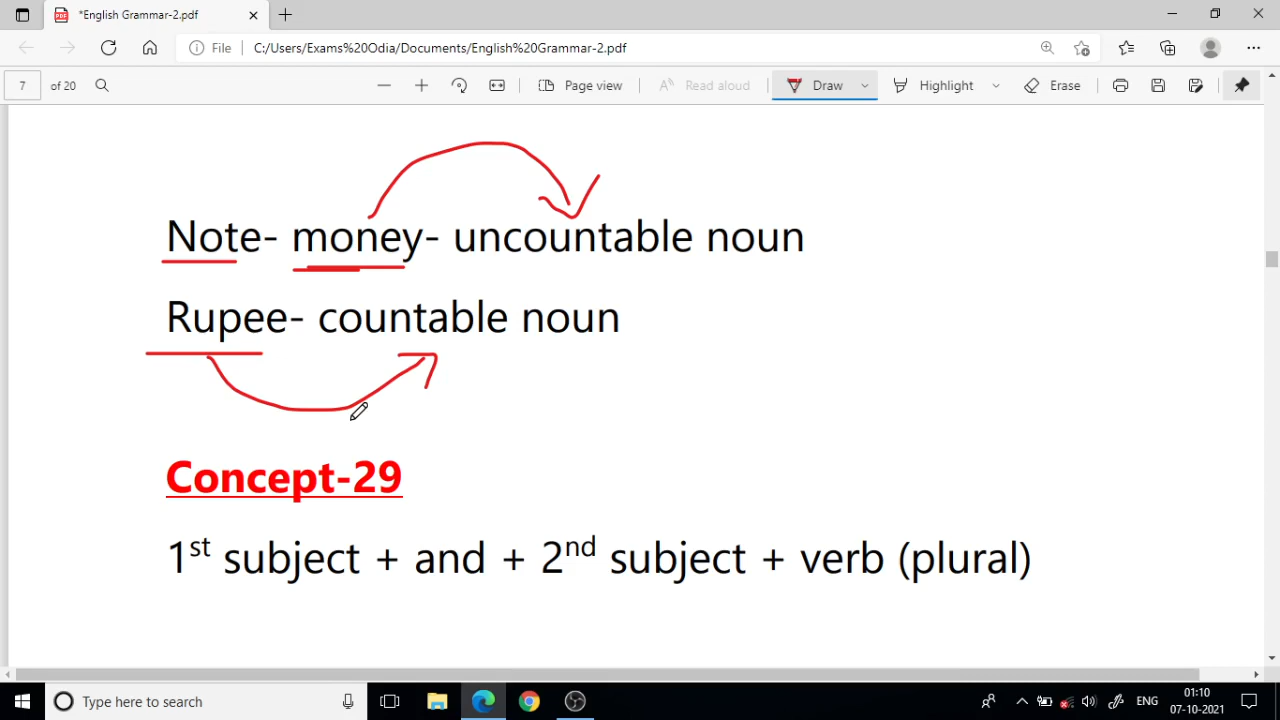 *English Grammar-2.pdf
File C:/Users/Exams%20Odia/Documents/English%20Grammar-2.pdf
7 of 20 Page view Read aloud Draw Highlight Erase
Note- money- uncountable noun
Rupee- countable noun
Concept-29
1st subject + and + 2nd subject + verb (plural)
Type here to search ENG 01:10
07-10-2021